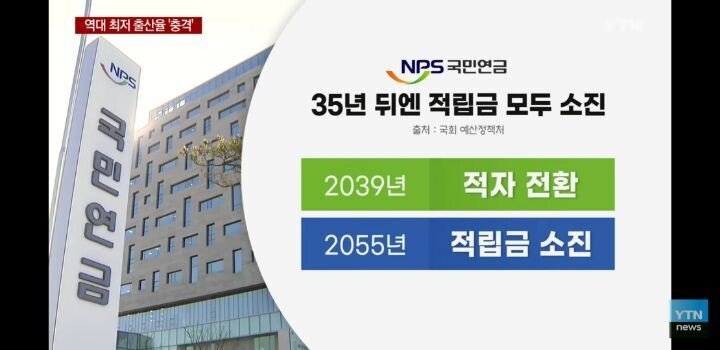 역대 최저 출산율 '충격'
YTN
NPS
국민연금
NPS 국민연금
35년 뒤엔 적립금 모두 소진
출처 : 국회 예산정책처
2039년 적자 전환
2055년 적립금 소진
YTN
news